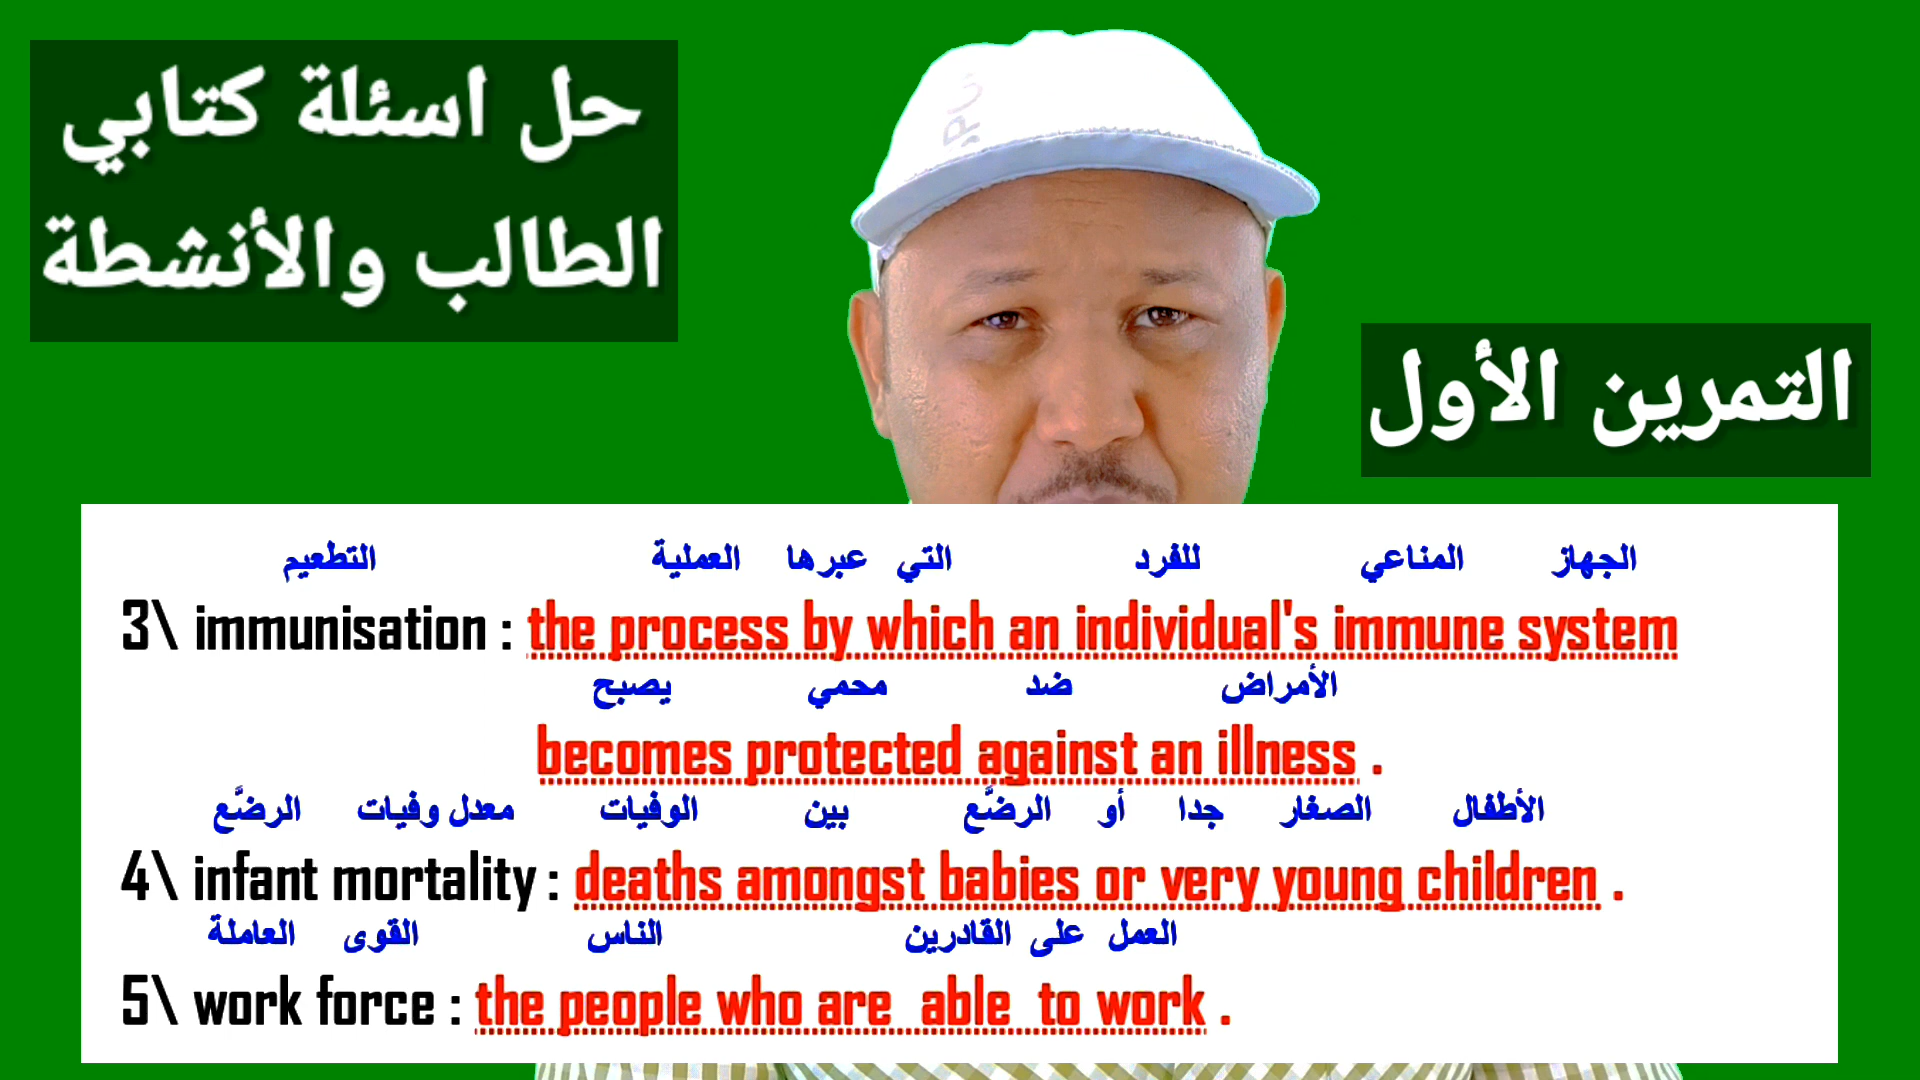 حل اسئلة كتابي
الطالب والأنشطة
التمرين الأول
التطعيم العملية عبرها التي للفرد المناعي الجهاز
3\ immunisation : the process by which an individual's immune system
يصبح محمي ضد الأمراض
becomes protected against an illness .
الرضَّع معدل وفيات الوفيات بين الرضَّع أو جدا الصغار الأطفال
4\ infant mortality : deaths amongst babies or very young children .
العاملة القوى الناس القادرين على العمل
5\ work force : the people who are able to work .